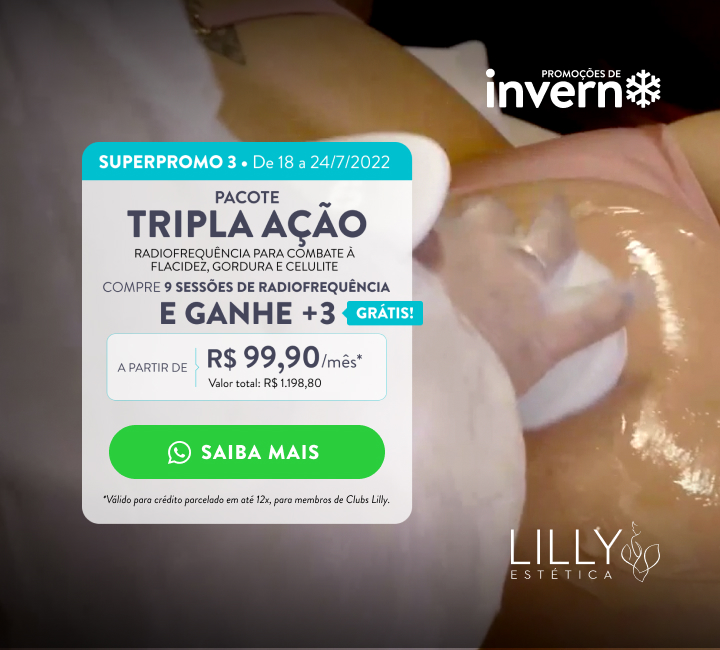 PROMOÇÕES DE
invern
SUPERPROMO 3 • De 18 a 24/7/2022
PACOTE
TRIPLA AÇÃO
RADIOFREQUÊNCIA PARA COMBATE À
FLACIDEZ, GORDURA E CELULITE
COMPRE 9 SESSÕES DE RADIOFREQUÊNCIA
E GANHE +3 GRÁTIS!
A PARTIR DE R$ 99,90/mês*
Valor total: R$ 1.198,80
SAIBA MAIS
*Válido para crédito parcelado em até 12x, para membros de Clubs Lilly.
LILLY
ESTÉTICA